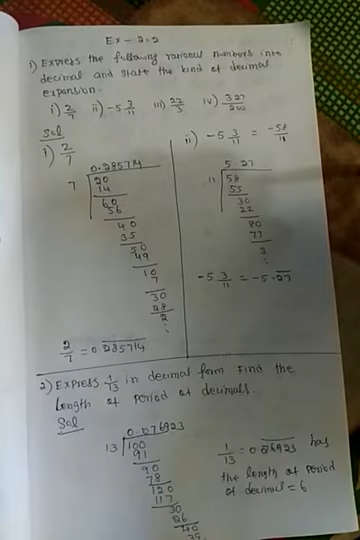 Ex - 2.2
1) Express the following rational numbers into
decimal and state the kind of decimal
expansion.
i) 2/7 ii) -5 3/11 iii) 22/3 iv) 327/200
Sol
i) 2/7
0.285714
7 20
14
60
56
40
35
50
49
10
7
30
28
2
:
2/7 = 0.285714
ii) -5 3/11 = -58/11
5 27
11 58
55
30
22
80
77
3
:
-5 3/11 = -5.27
2) Express 1/13 in decimal form Find the
Length of period of decimals.
Sol
0.076923
13 100
91
90
78
120
117
30
26
40
39
1/13 = 0.076923 has
the length of period
of decimal = 6